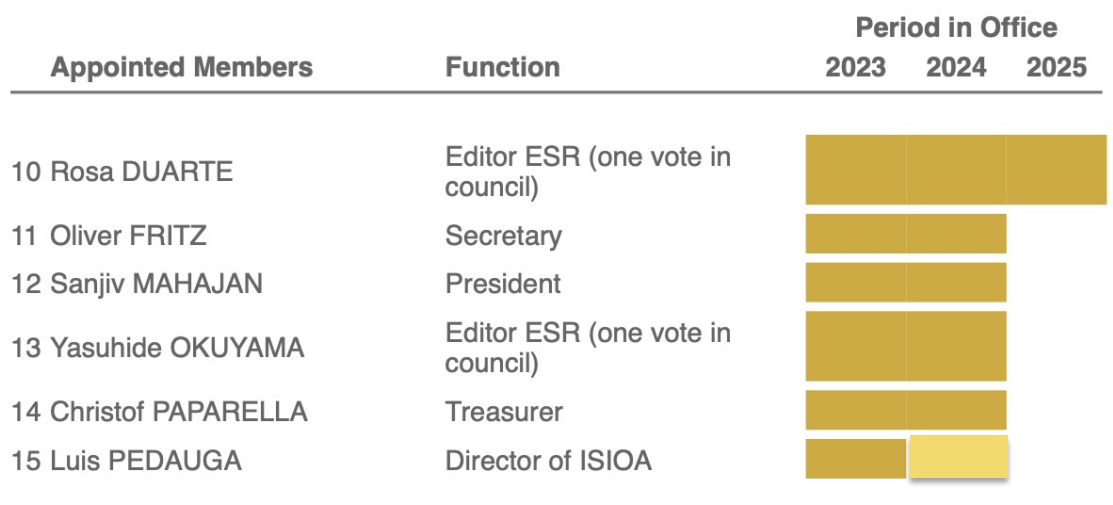 Period in Office
Appointed Members Function 2023 2024 2025
10 Rosa DUARTE Editor ESR (one vote in
council)
11 Oliver FRITZ Secretary
12 Sanjiv MAHAJAN President
13 Yasuhide OKUYAMA Editor ESR (one vote in
council)
14 Christof PAPARELLA Treasurer
15 Luis PEDAUGA Director of ISIOA